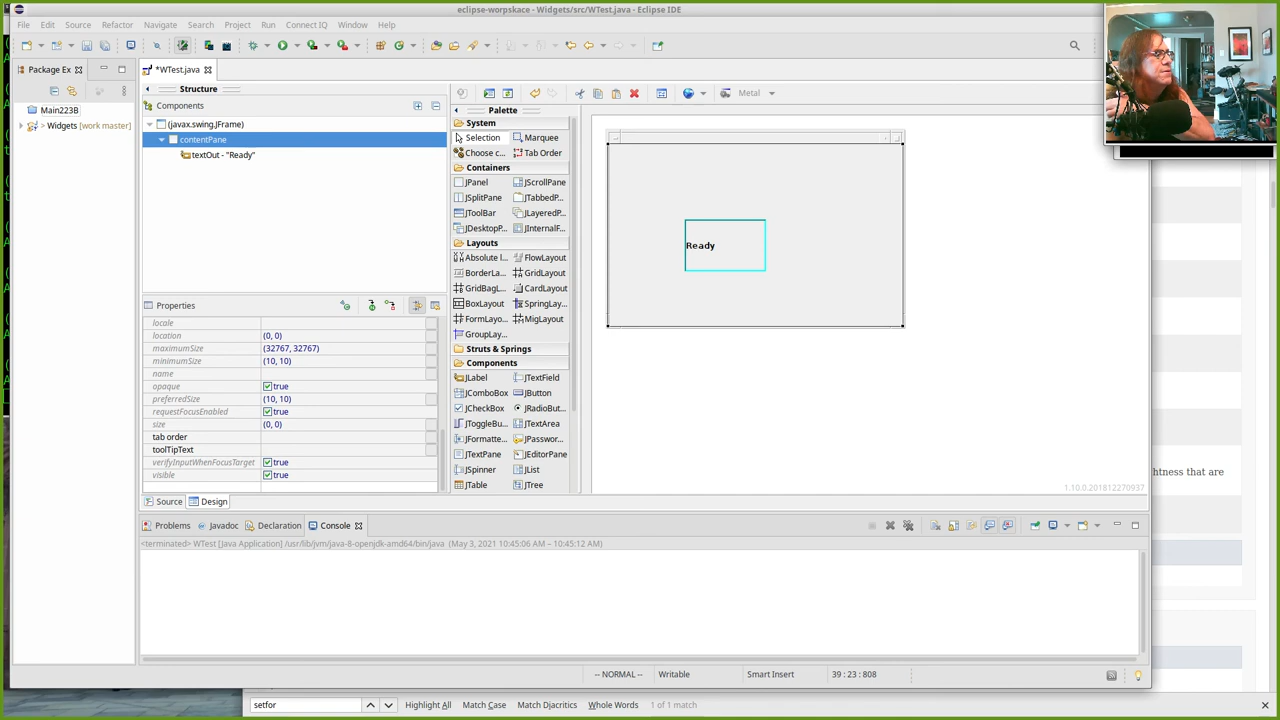 eclipse-worpskace - Widgets/src/WTest.java - Eclipse IDE
File Edit Source Refactor Navigate Search Project Run Connect IQ Window Help
Package Ex
*WTest.java
Main223B
> Widgets [work master]
Structure
Components
(javax.swing.JFrame)
contentPane
textOut - "Ready"
Properties
locale
location (0, 0)
maximumSize (32767, 32767)
minimumSize (10, 10)
name
opaque true
preferredSize (10, 10)
requestFocusEnabled true
size (0, 0)
tab order
toolTipText
verifyInputWhenFocusTarget true
visible true
Source Design
Metal
Palette
System
Selection Marquee
Choose c... Tab Order
Containers
JPanel JScrollPane
JSplitPane JTabbedP...
JToolBar JLayeredP...
JDesktopP... JInternalF...
Layouts
Absolute l... FlowLayout
BorderLa... GridLayout
GridBagL... CardLayout
BoxLayout SpringLay...
FormLayo... MigLayout
GroupLay...
Struts & Springs
Components
JLabel JTextField
JComboBox JButton
JCheckBox JRadioBut...
JToggleBu... JTextArea
JFormatte... JPasswor...
JTextPane JEditorPane
JSpinner JList
JTable JTree
Ready
1.10.0.201812270937
htness that are
Problems Javadoc Declaration Console
<terminated> WTest [Java Application] /usr/lib/jvm/java-8-openjdk-amd64/bin/java (May 3, 2021 10:45:06 AM – 10:45:12 AM)
-- NORMAL -- Writable Smart Insert 39 : 23 : 808
setfor Highlight All Match Case Match Diacritics Whole Words 1 of 1 match